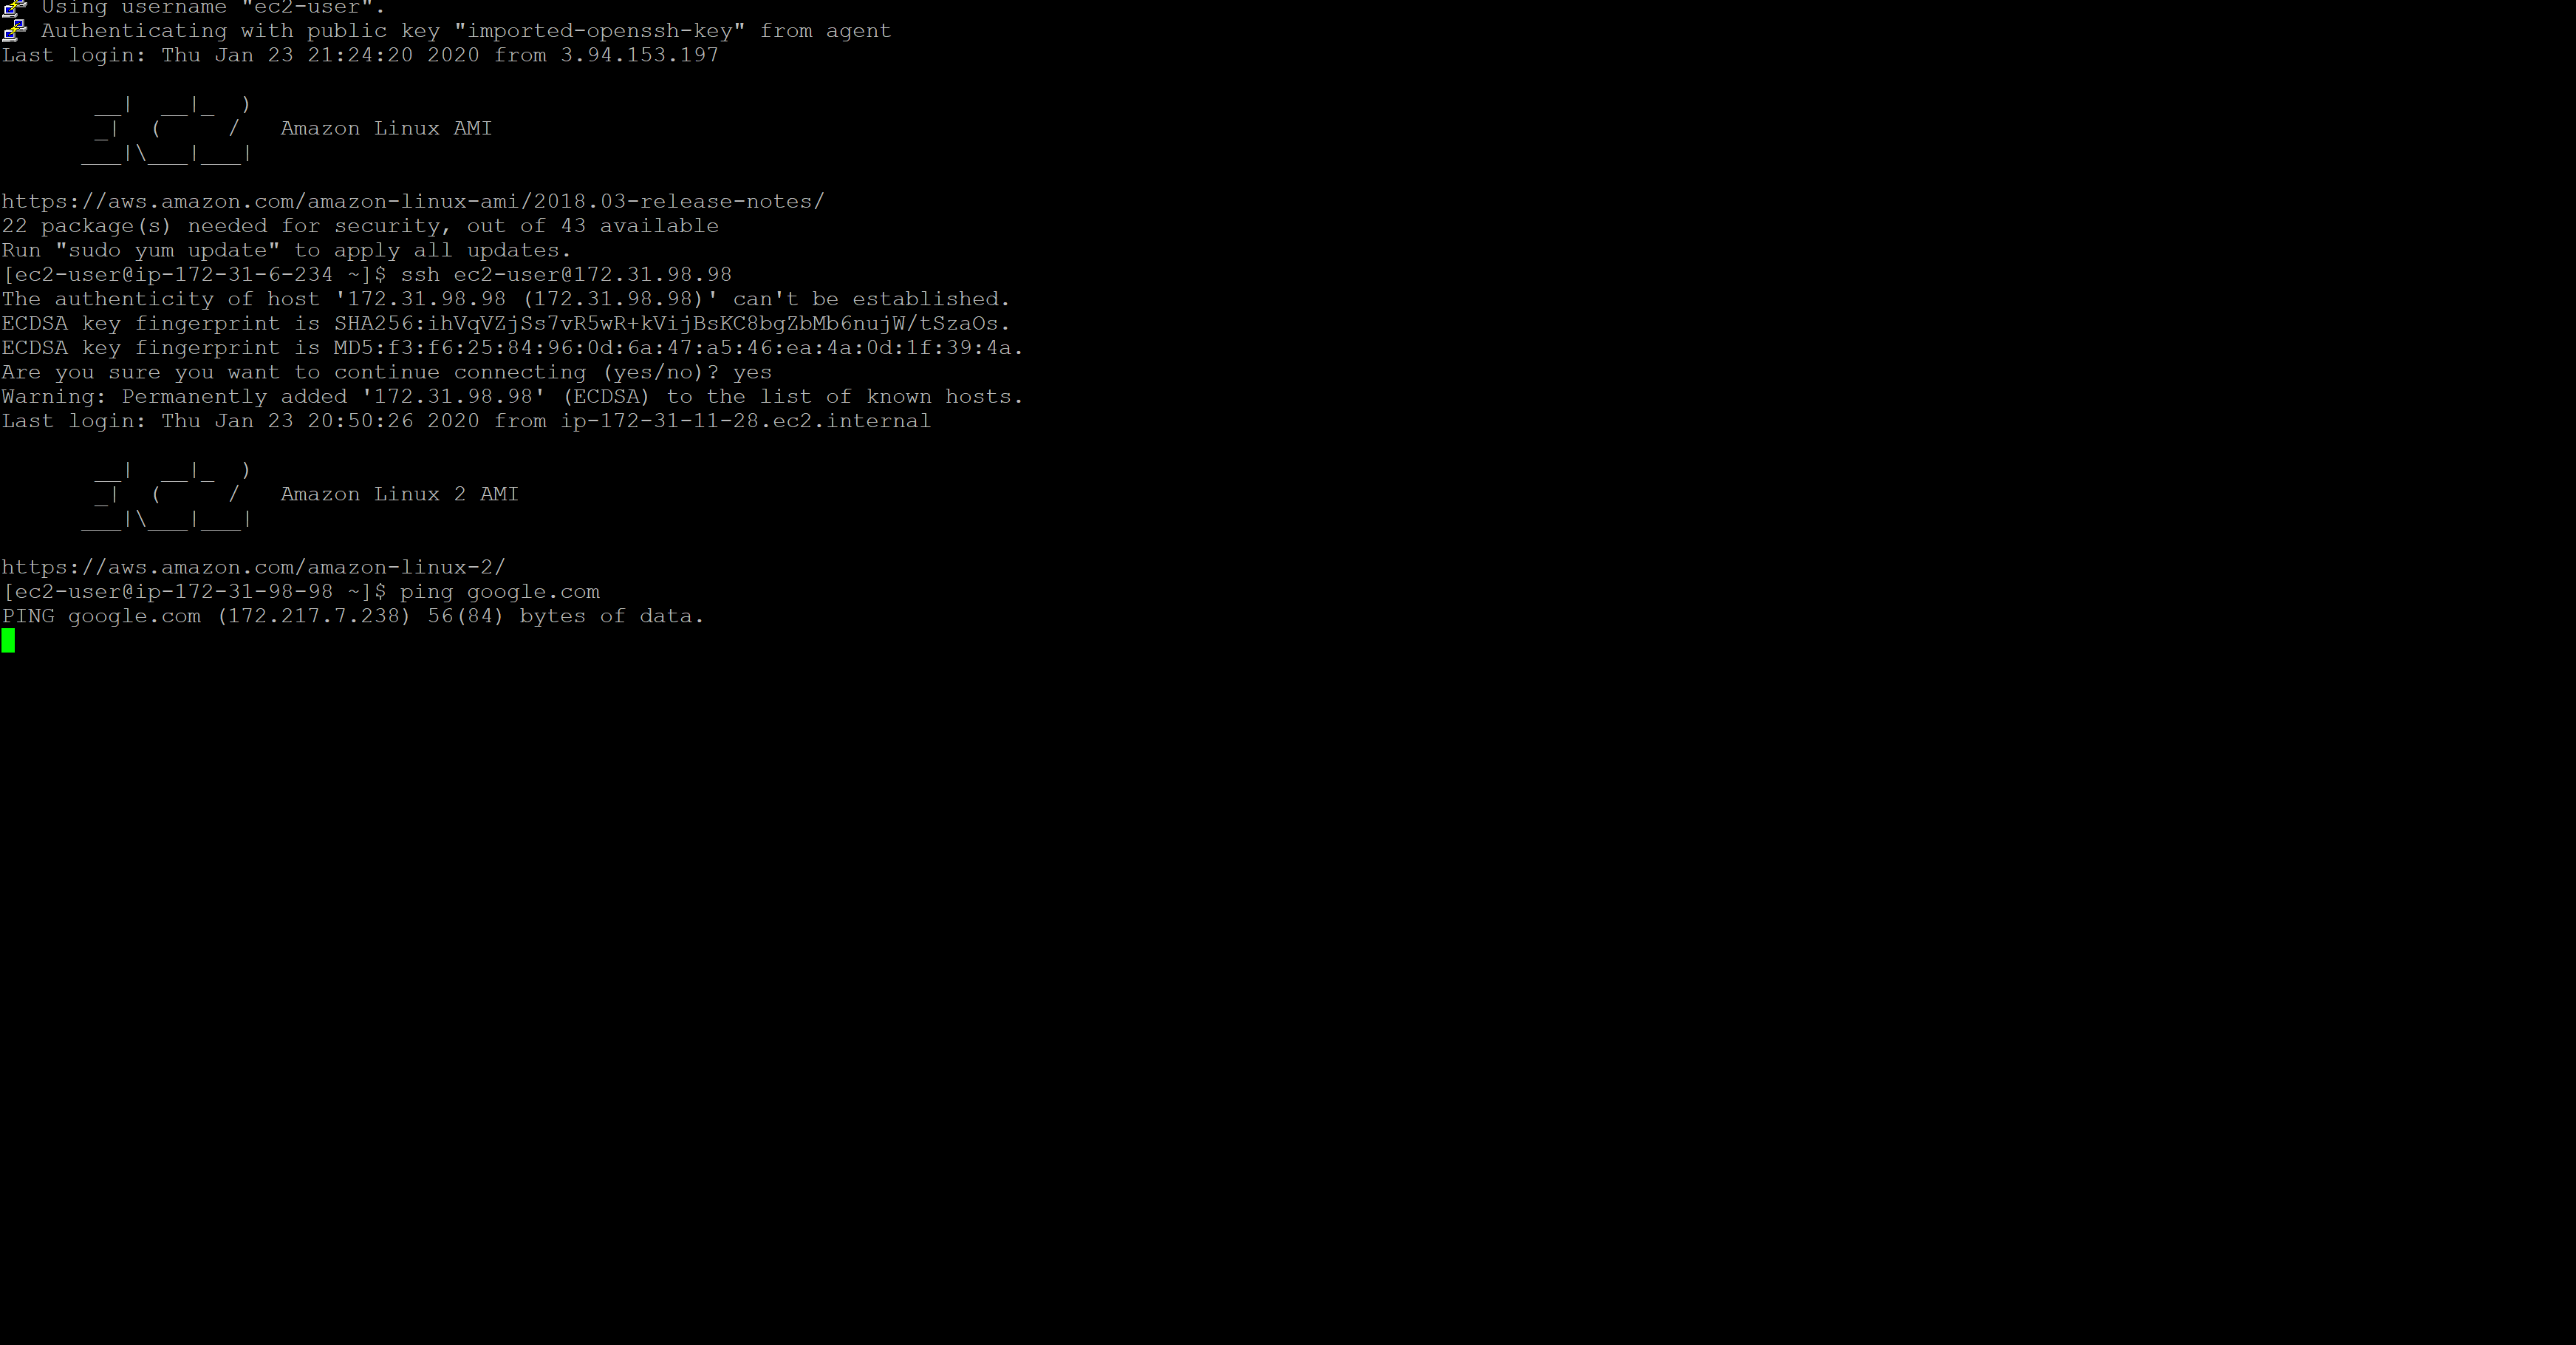 Using username "ec2-user".
Authenticating with public key "imported-openssh-key" from agent
Last login: Thu Jan 23 21:24:20 2020 from 3.94.153.197
       __|  __|_  )
       _|  (     /   Amazon Linux AMI
      ___|\___|___|
https://aws.amazon.com/amazon-linux-ami/2018.03-release-notes/
22 package(s) needed for security, out of 43 available
Run "sudo yum update" to apply all updates.
[ec2-user@ip-172-31-6-234 ~]$ ssh ec2-user@172.31.98.98
The authenticity of host '172.31.98.98 (172.31.98.98)' can't be established.
ECDSA key fingerprint is SHA256:ihVqVZjSs7vR5wR+kVijBsKC8bgZbMb6nujW/tSzaOs.
ECDSA key fingerprint is MD5:f3:f6:25:84:96:0d:6a:47:a5:46:ea:4a:0d:1f:39:4a.
Are you sure you want to continue connecting (yes/no)? yes
Warning: Permanently added '172.31.98.98' (ECDSA) to the list of known hosts.
Last login: Thu Jan 23 20:50:26 2020 from ip-172-31-11-28.ec2.internal
       __|  __|_  )
       _|  (     /   Amazon Linux 2 AMI
      ___|\___|___|
https://aws.amazon.com/amazon-linux-2/
[ec2-user@ip-172-31-98-98 ~]$ ping google.com
PING google.com (172.217.7.238) 56(84) bytes of data.